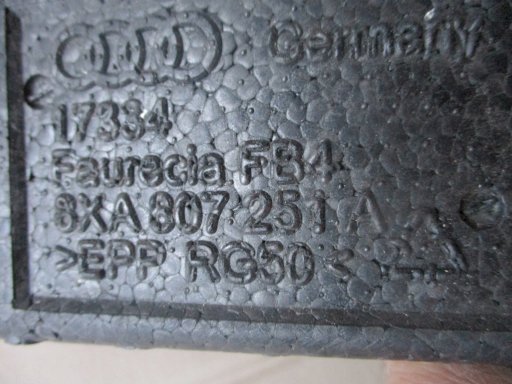 Germany
17334
Faurecia FB4
8XA 807 251 A
>EPP RG50<